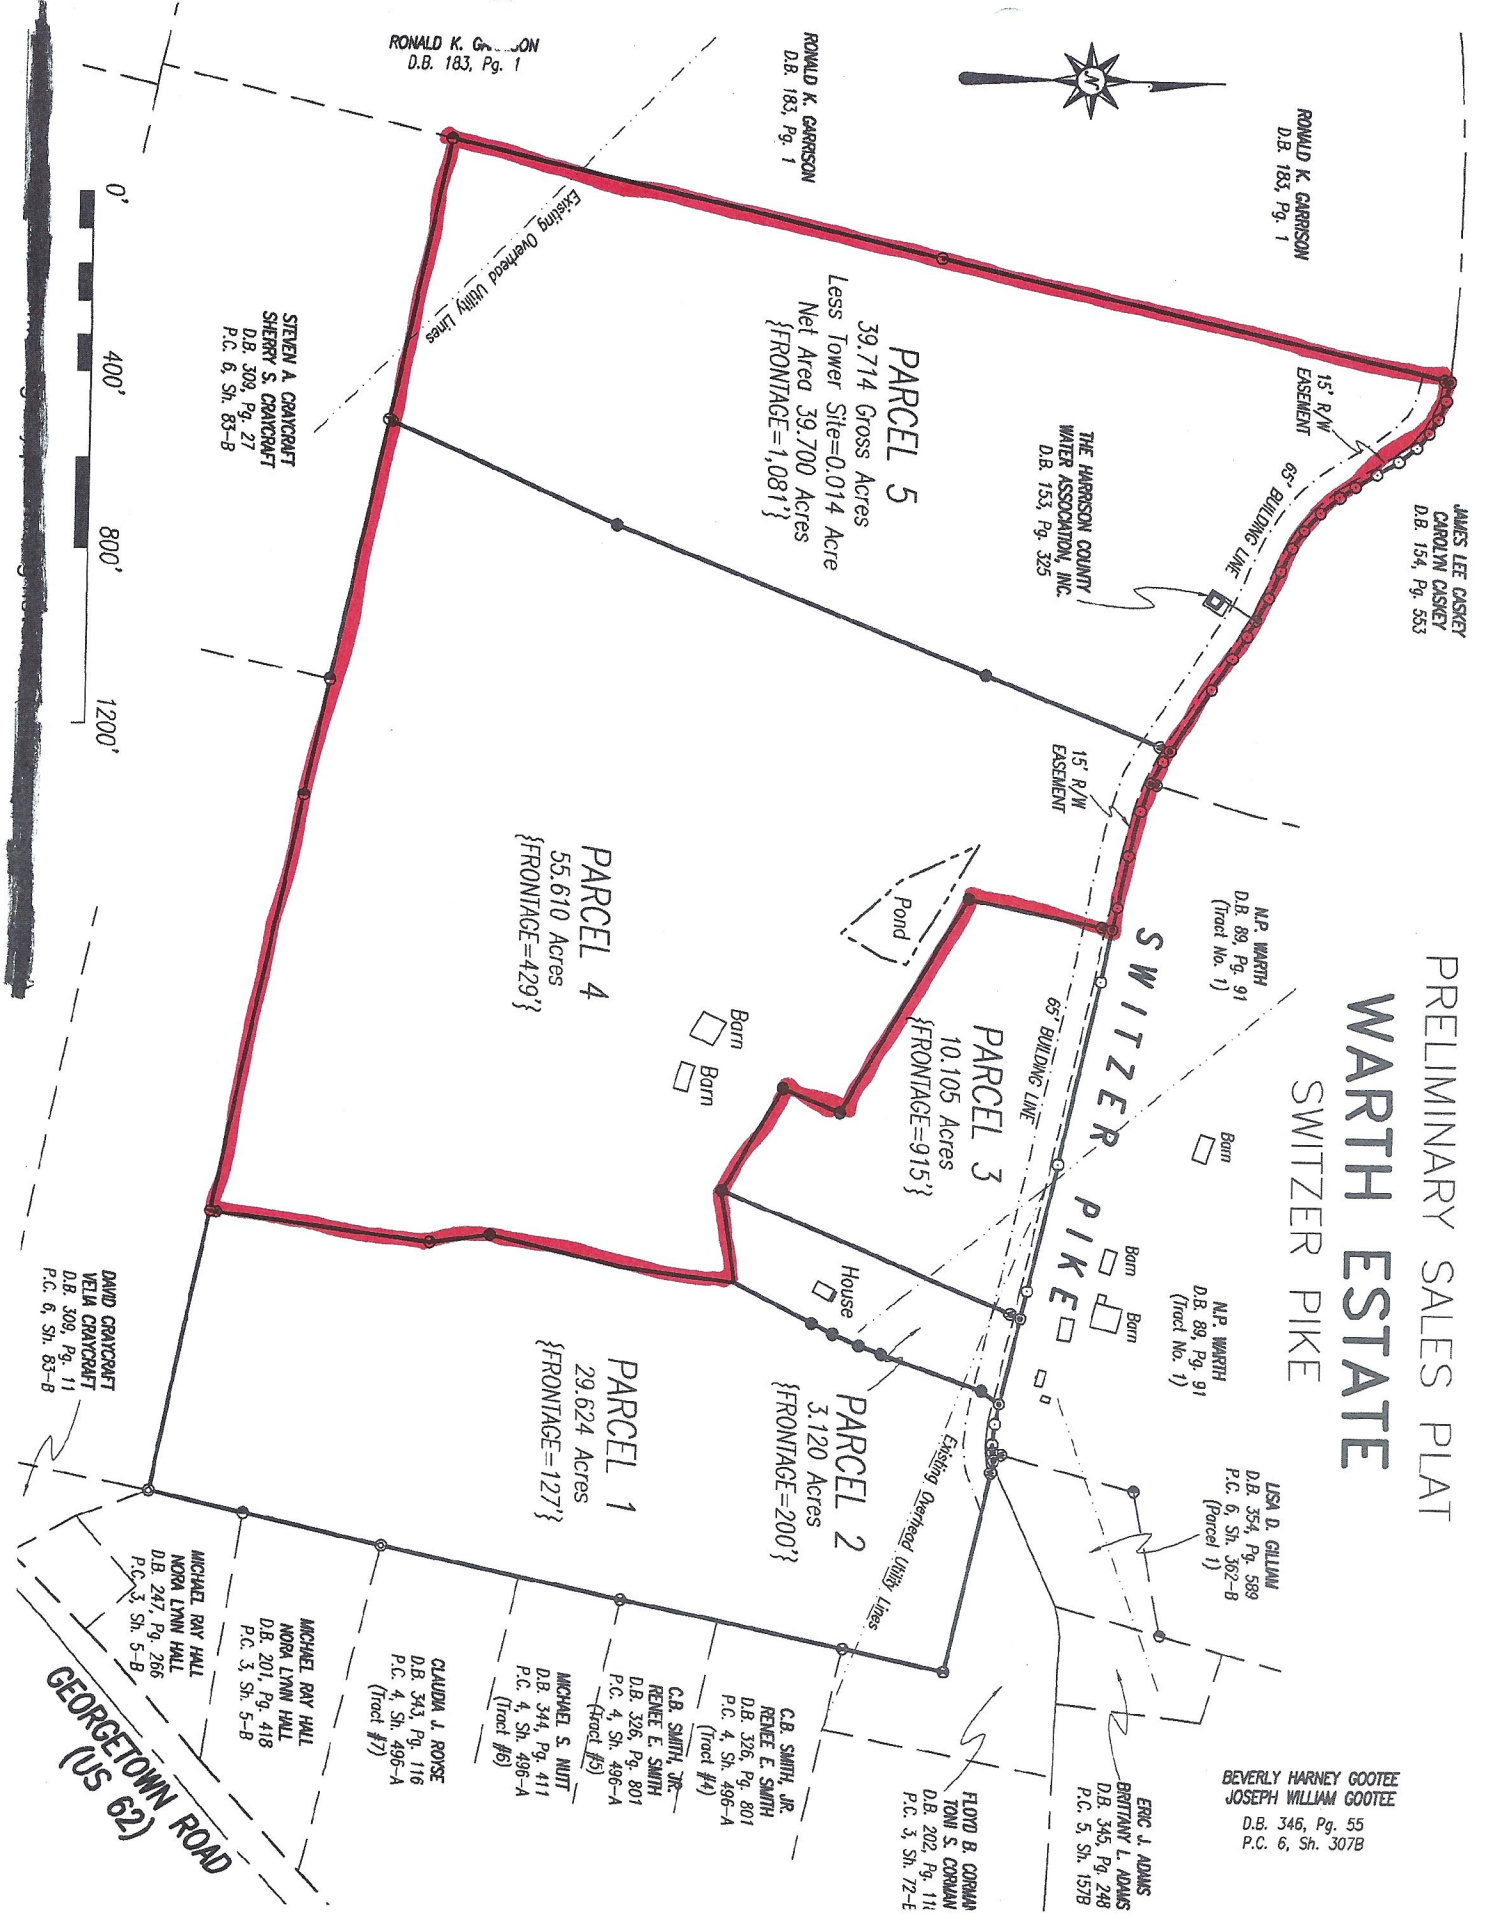 PRELIMINARY SALES PLAT
WARTH ESTATE
SWITZER PIKE
RONALD K.
D.B. 183, Pg. 1
RONALD K. GARRISON
D.B. 183, Pg. 1
RONALD K. GARRISON
D.B. 183, Pg. 1
N
JAMES LEE CASKEY
CAROLYN CASKEY
D.B. 154, Pg. 553
15' R/W
EASEMENT
65' BUILDING LINE
THE HARRISON COUNTY
WATER ASSOCIATION, INC.
D.B. 153, Pg. 325
Existing Overhead Utility Lines
PARCEL 5
39.714 Gross Acres
Less Tower Site=0.014 Acre
Net Area 39.700 Acres
{FRONTAGE=1,081'}
STEVEN A. CRAYCRAFT
SHERRY S. CRAYCRAFT
D.B. 309, Pg. 27
P.C. 6, Sh. 83-B
0'
400'
800'
1200'
15' R/W
EASEMENT
PARCEL 4
55.610 Acres
{FRONTAGE=429'}
Pond
Barn
Barn
N.P. WARTH
D.B. 89, Pg. 91
(Tract No. 1)
SWITZER PIKE
65' BUILDING LINE
PARCEL 3
10.105 Acres
{FRONTAGE=915'}
Barn
Barn
Barn
N.P. WARTH
D.B. 89, Pg. 91
(Tract No. 1)
House
PARCEL 2
3.120 Acres
{FRONTAGE=200'}
PARCEL 1
29.624 Acres
{FRONTAGE=127'}
Existing Overhead Utility Lines
LISA D. GILLIAM
D.B. 354, Pg. 589
P.C. 6, Sh. 362-B
(Parcel 1)
DAVID CRAYCRAFT
VELIA CRAYCRAFT
D.B. 309, Pg. 11
P.C. 6, Sh. 83-B
BEVERLY HARNEY GOOTEE
JOSEPH WILLIAM GOOTEE
D.B. 346, Pg. 55
P.C. 6, Sh. 307B
ERIC J. ADAMS
BRITTANY L. ADAMS
D.B. 345, Pg. 248
P.C. 5, Sh. 157B
FLOYD B. CORMAN
TONI S. CORMAN
D.B. 202, Pg.
P.C. 3, Sh.
C.B. SMITH, JR.
RENEE E. SMITH
D.B. 326, Pg. 801
P.C. 4, Sh. 496-A
(Tract #4)
C.B. SMITH, JR.
RENEE E. SMITH
D.B. 326, Pg. 801
P.C. 4, Sh. 496-A
(Tract #5)
MICHAEL S. NUTT
D.B. 344, Pg. 411
P.C. 4, Sh. 496-A
(Tract #6)
CLAUDIA J. ROYSE
D.B. 343, Pg. 116
P.C. 4, Sh. 496-A
(Tract #7)
MICHAEL RAY HALL
NORA LYNN HALL
D.B. 201, Pg. 418
P.C. 3, Sh. 5-B
MICHAEL RAY HALL
NORA LYNN HALL
D.B. 247, Pg. 266
P.C. 3, Sh. 5-B
GEORGETOWN ROAD
(US 62)